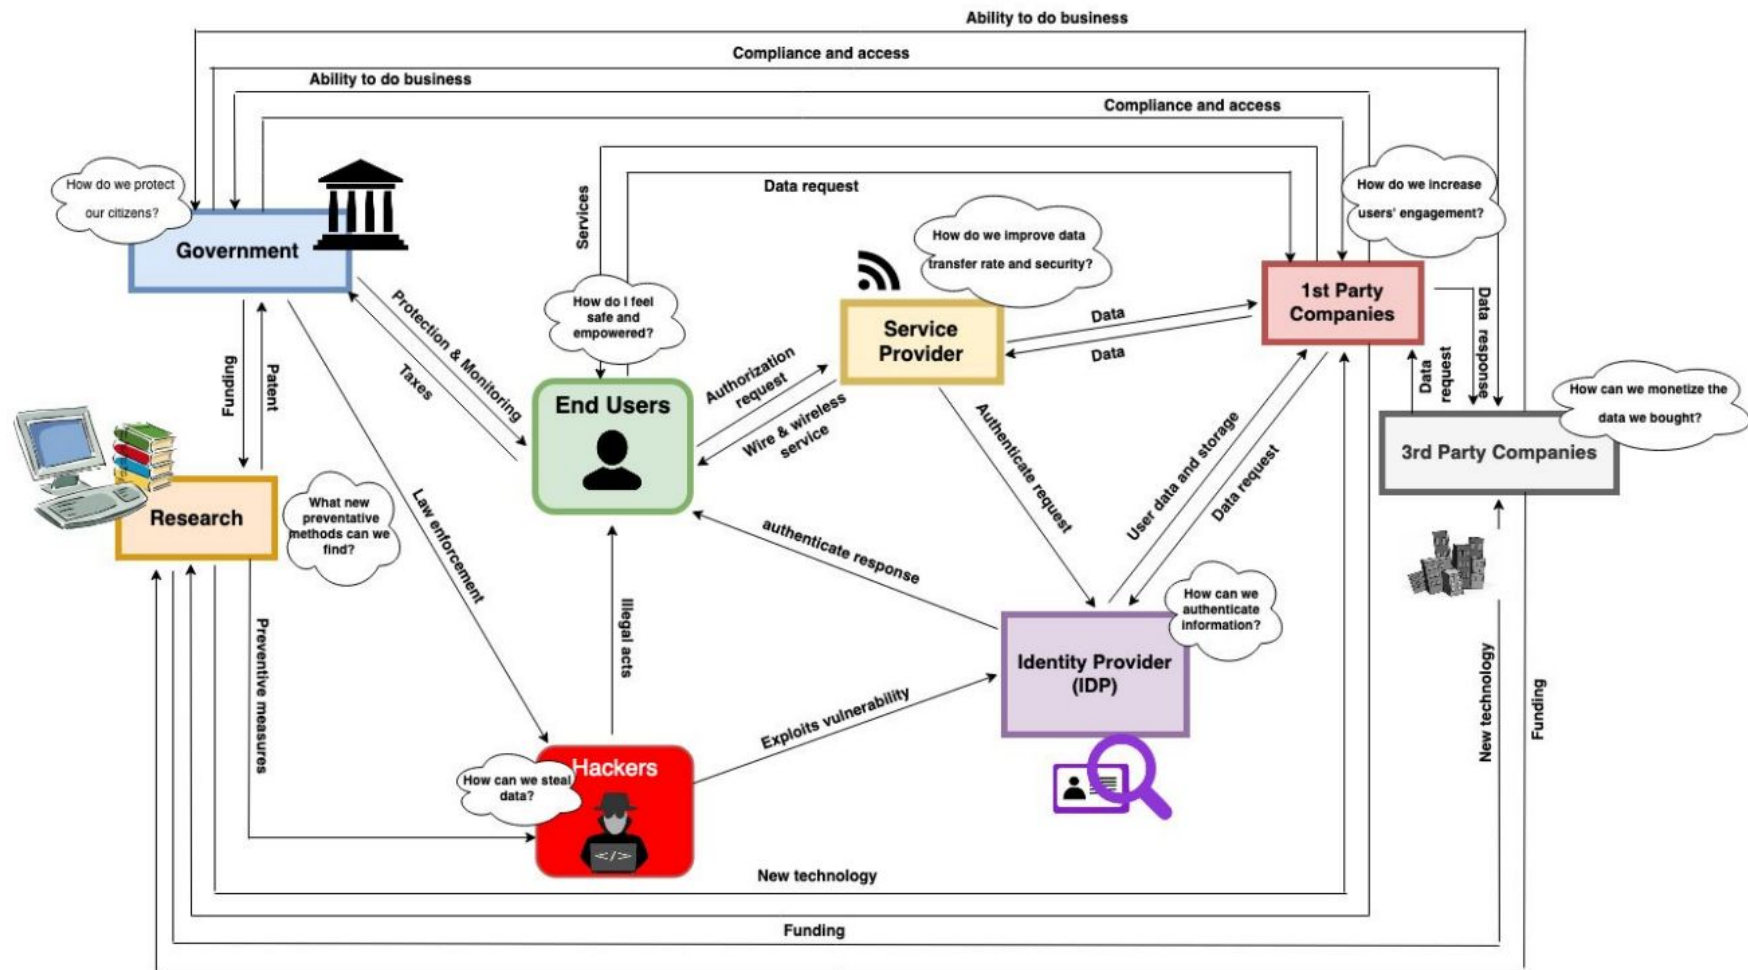 Ability to do business
Compliance and access
Ability to do business
Compliance and access
How do we protect
our citizens?
Government
Services
Data request
How do we increase
users' engagement?
How do we improve data
transfer rate and security?
How do I feel
safe and
empowered?
1st Party
Companies
Service
Provider
Data
Data
Data response
Data
request
How can we monetize the
data we bought?
3rd Party Companies
Protection & Monitoring
Taxes
Funding
Patent
End Users
Authorization
request
Wire & wireless
service
Authenticate request
User data and storage
Data request
Research
What new
preventative
methods can we
find?
Law enforcement
authenticate response
Illegal acts
How can we
authenticate
information?
Identity Provider
(IDP)
Preventive measures
Exploits vulnerability
New technology
Funding
Hackers
How can we steal
data?
</>
New technology
Funding